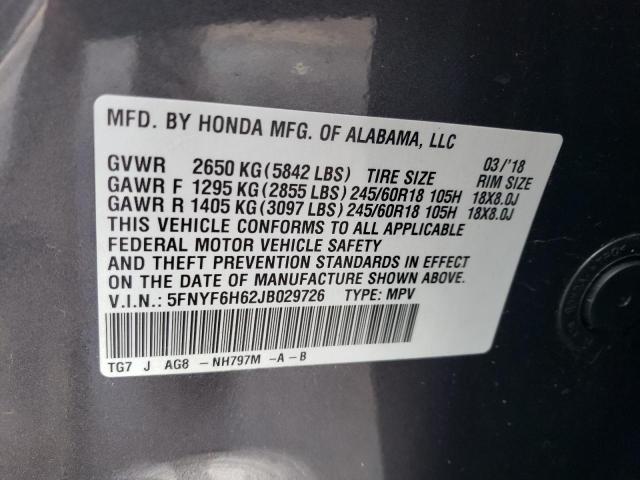 MFD. BY HONDA MFG. OF ALABAMA, LLC
GVWR 2650 KG(5842 LBS) TIRE SIZE 03/'18 RIM SIZE
GAWR F 1295 KG(2855 LBS) 245/60R18 105H 18X8.0J
GAWR R 1405 KG(3097 LBS) 245/60R18 105H 18X8.0J
THIS VEHICLE CONFORMS TO ALL APPLICABLE
FEDERAL MOTOR VEHICLE SAFETY
AND THEFT PREVENTION STANDARDS IN EFFECT
ON THE DATE OF MANUFACTURE SHOWN ABOVE.
V.I.N.: 5FNYF6H62JB029726 TYPE: MPV
TG7 J AG8 -NH797M -A-B